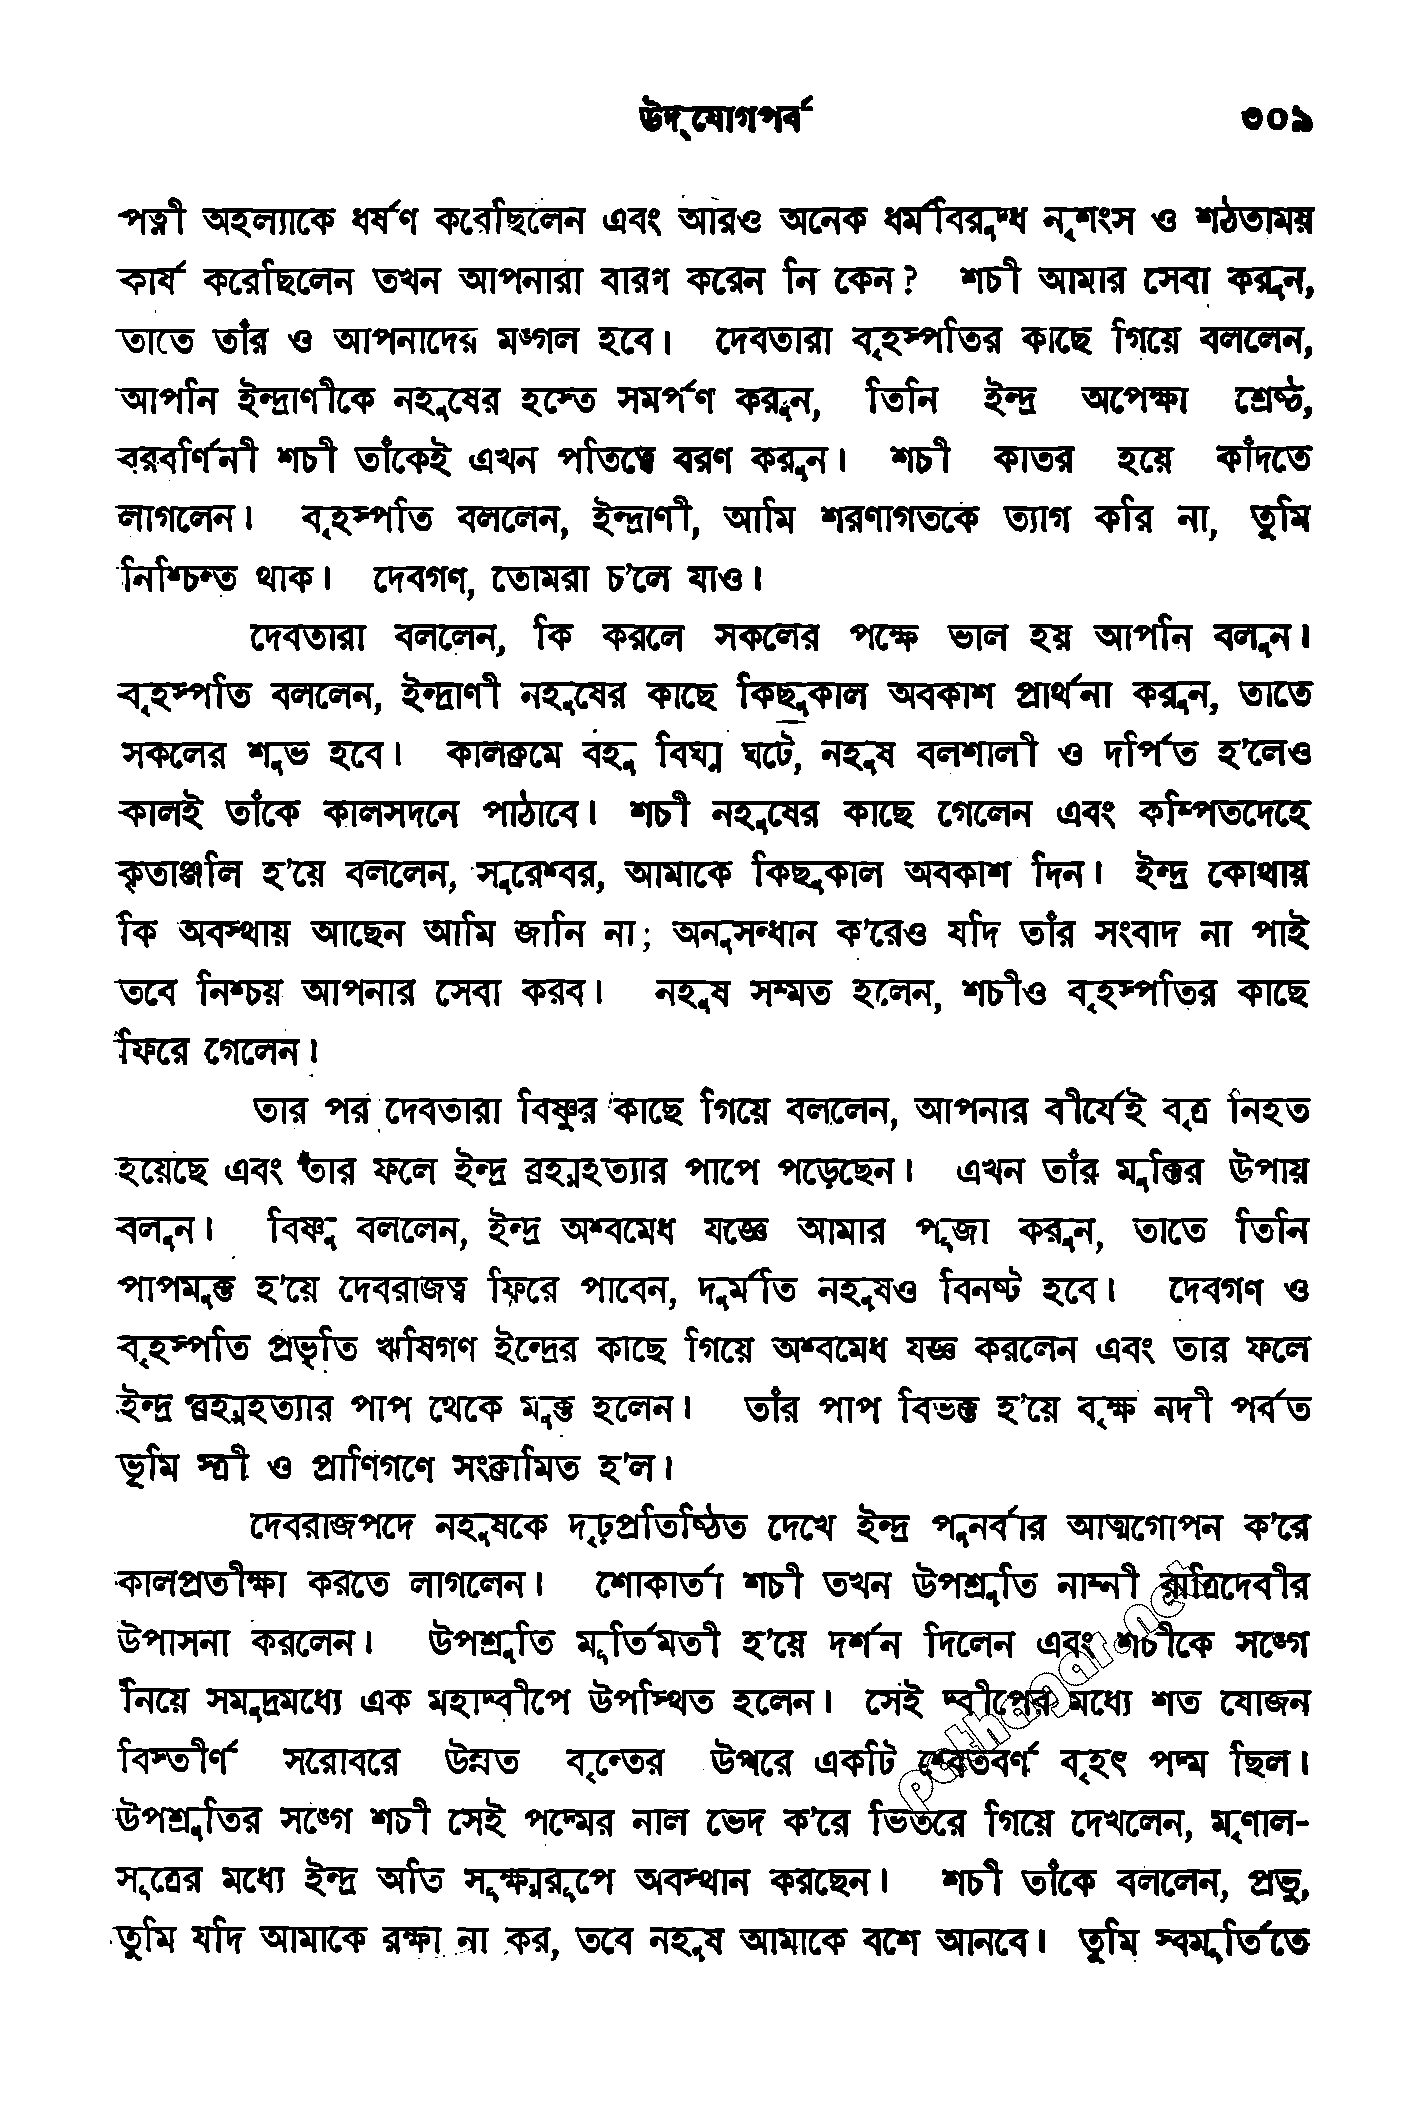 উদ্‌যোগপর্ব ৩০৯
পত্নী অহল্যাকে ধর্ষণ করেছিলেন এবং আরও অনেক ধর্মবিরুদ্ধ নৃশংস ও শঠতাময়
কার্য করেছিলেন তখন আপনারা বারণ করেন নি কেন? শচী আমার সেবা করুন,
তাতে তাঁর ও আপনাদের মঙ্গল হবে। দেবতারা বৃহস্পতির কাছে গিয়ে বললেন,
আপনি ইন্দ্রাণীকে নহুষের হস্তে সমর্পণ করুন, তিনি ইন্দ্র অপেক্ষা শ্রেষ্ঠ,
বরবর্ণিনী শচী তাঁকেই এখন পতিত্বে বরণ করুন। শচী কাতর হয়ে কাঁদতে
লাগলেন। বৃহস্পতি বললেন, ইন্দ্রাণী, আমি শরণাগতকে ত্যাগ করি না, তুমি
নিশ্চিন্ত থাক। দেবগণ, তোমরা চ’লে যাও।
দেবতারা বললেন, কি করলে সকলের পক্ষে ভাল হয় আপনি বলুন।
বৃহস্পতি বললেন, ইন্দ্রাণী নহুষের কাছে কিছুকাল অবকাশ প্রার্থনা করুন, তাতে
সকলের শুভ হবে। কালক্রমে বহু বিঘ্ন ঘটে, নহুষ বলশালী ও দর্পিত হ’লেও
কালই তাঁকে কালসদনে পাঠাবে। শচী নহুষের কাছে গেলেন এবং কম্পিতদেহে
কৃতাঞ্জলি হ’য়ে বললেন, সুরেশ্বর, আমাকে কিছুকাল অবকাশ দিন। ইন্দ্র কোথায়
কি অবস্থায় আছেন আমি জানি না; অনুসন্ধান ক’রেও যদি তাঁর সংবাদ না পাই
তবে নিশ্চয় আপনার সেবা করব। নহুষ সম্মত হলেন, শচীও বৃহস্পতির কাছে
ফিরে গেলেন।
তার পর দেবতারা বিষ্ণুর কাছে গিয়ে বললেন, আপনার বীর্যেই বৃত্র নিহত
হয়েছে এবং তার ফলে ইন্দ্র ব্রহ্মহত্যার পাপে পড়েছেন। এখন তাঁর মুক্তির উপায়
বলুন। বিষ্ণু বললেন, ইন্দ্র অশ্বমেধ যজ্ঞে আমার পূজা করুন, তাতে তিনি
পাপমুক্ত হ’য়ে দেবরাজত্ব ফিরে পাবেন, দুর্মতি নহুষও বিনষ্ট হবে। দেবগণ ও
বৃহস্পতি প্রভৃতি ঋষিগণ ইন্দ্রের কাছে গিয়ে অশ্বমেধ যজ্ঞ করলেন এবং তার ফলে
ইন্দ্র ব্রহ্মহত্যার পাপ থেকে মুক্ত হলেন। তাঁর পাপ বিভক্ত হ’য়ে বৃক্ষ নদী পর্বত
ভূমি স্ত্রী ও প্রাণিগণে সংক্রামিত হ’ল।
দেবরাজপদে নহুষকে দৃঢ়প্রতিষ্ঠিত দেখে ইন্দ্র পুনর্বার আত্মগোপন ক’রে
কালপ্রতীক্ষা করতে লাগলেন। শোকার্তা শচী তখন উপশ্রুতি নাম্নী রাত্রিদেবীর
উপাসনা করলেন। উপশ্রুতি মূর্তিমতী হ’য়ে দর্শন দিলেন এবং শচীকে সঙ্গে
নিয়ে সমুদ্রমধ্যে এক মহাদ্বীপে উপস্থিত হলেন। সেই দ্বীপের মধ্যে শত যোজন
বিস্তীর্ণ সরোবরে উন্নত বৃন্তের উপরে একটি শ্বেতবর্ণ বৃহৎ পদ্ম ছিল।
উপশ্রুতির সঙ্গে শচী সেই পদ্মের নাল ভেদ ক’রে ভিতরে গিয়ে দেখলেন, মৃণাল-
সূত্রের মধ্যে ইন্দ্র অতি সূক্ষ্মরূপে অবস্থান করছেন। শচী তাঁকে বললেন, প্রভু,
তুমি যদি আমাকে রক্ষা না কর, তবে নহুষ আমাকে বশে আনবে। তুমি স্বমূর্তিতে
pathagar.net